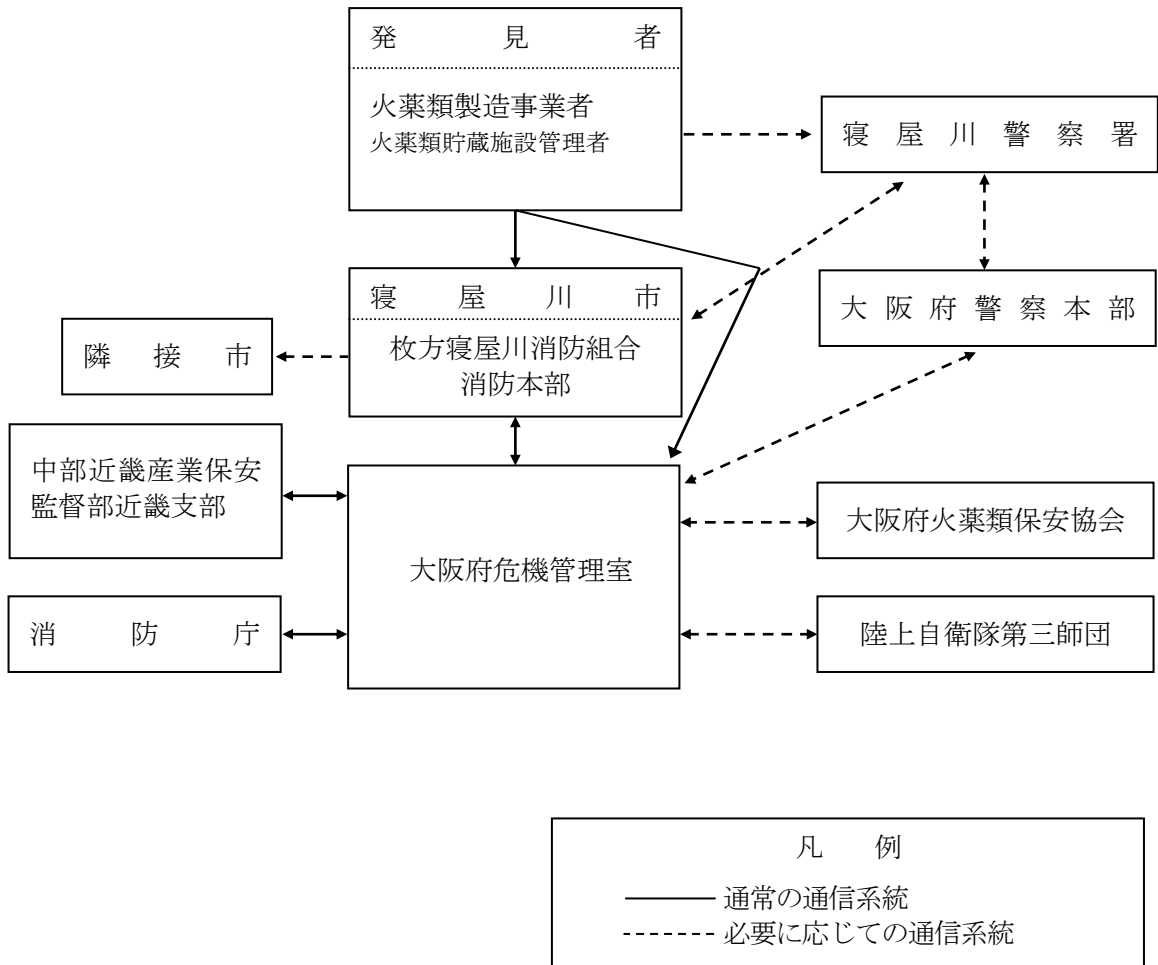 発見者
火薬類製造事業者
火薬類貯蔵施設管理者
寝屋川警察署
寝屋川市
枚方寝屋川消防組合
消防本部
大阪府警察本部
隣接市
中部近畿産業保安
監督部近畿支部
大阪府危機管理室
大阪府火薬類保安協会
消防庁
陸上自衛隊第三師団
凡例
通常の通信系統
必要に応じての通信系統